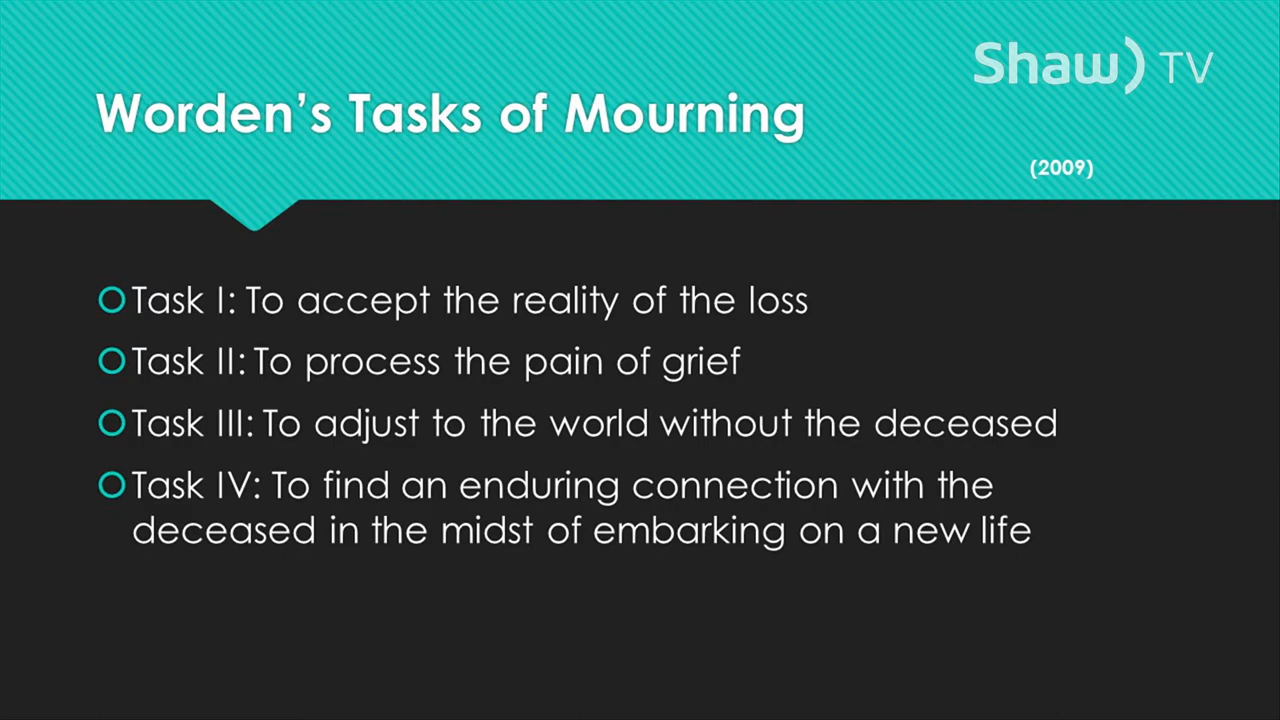 Shaw) TV
Worden's Tasks of Mourning
(2009)
Task I: To accept the reality of the loss
Task II: To process the pain of grief
Task III: To adjust to the world without the deceased
Task IV: To find an enduring connection with the
deceased in the midst of embarking on a new life